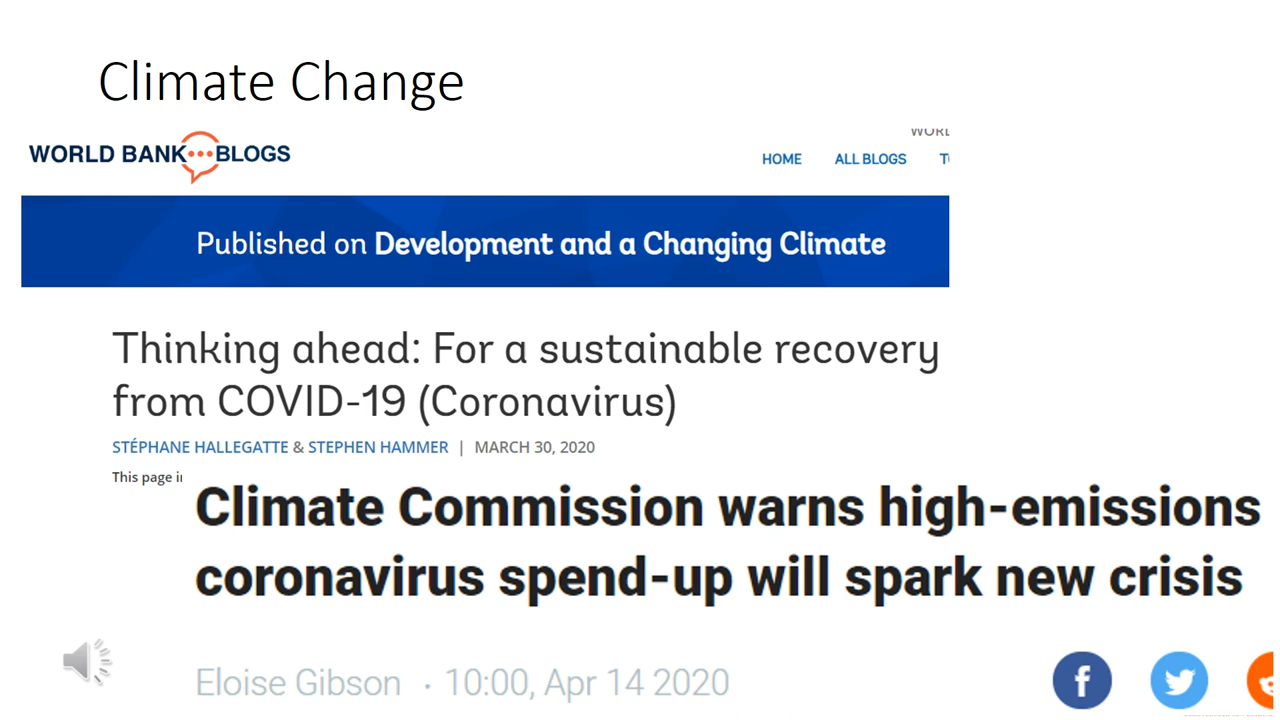 Climate Change
WORLD BANK BLOGS
HOME ALL BLOGS
Published on Development and a Changing Climate
Thinking ahead: For a sustainable recovery
from COVID-19 (Coronavirus)
STÉPHANE HALLEGATTE & STEPHEN HAMMER | MARCH 30, 2020
This page
Climate Commission warns high-emissions
coronavirus spend-up will spark new crisis
Eloise Gibson · 10:00, Apr 14 2020